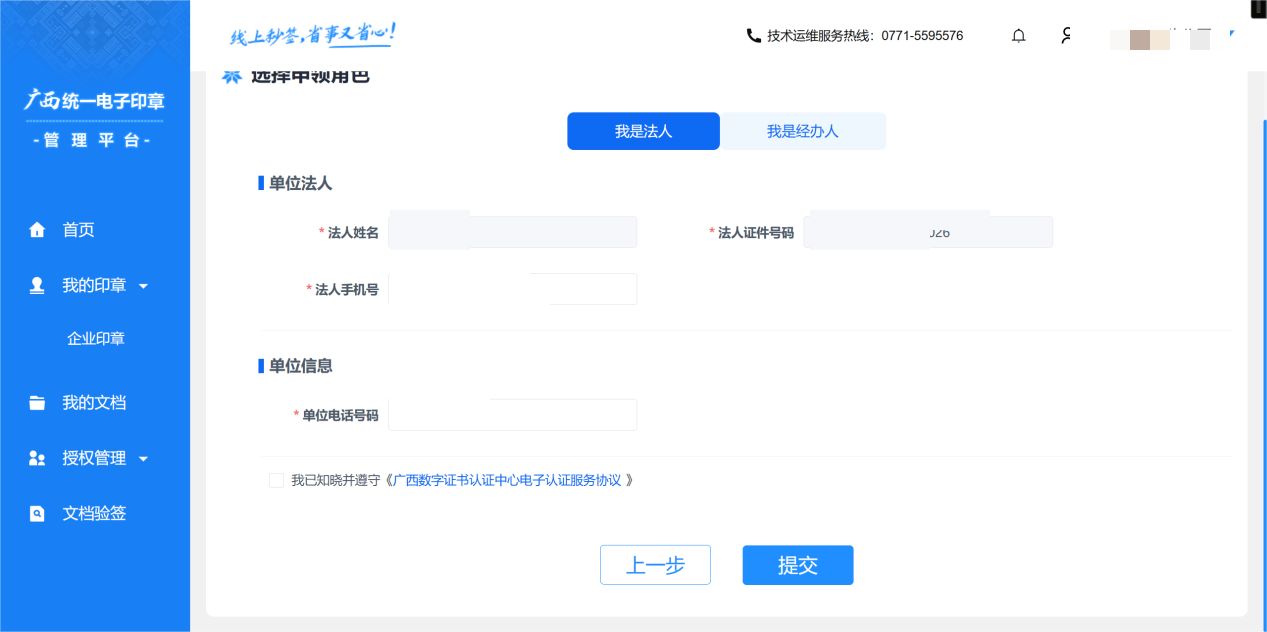 线上秒签,省事又省心!
技术运维服务热线：0771-5595576
广西统一电子印章
-管理平台-
首页
我的印章
企业印章
我的文档
授权管理
文档验签
选择申领角色
我是法人
我是经办人
单位法人
* 法人姓名
* 法人证件号码
* 法人手机号
单位信息
* 单位电话号码
我已知晓并遵守《广西数字证书认证中心电子认证服务协议 》
上一步
提交